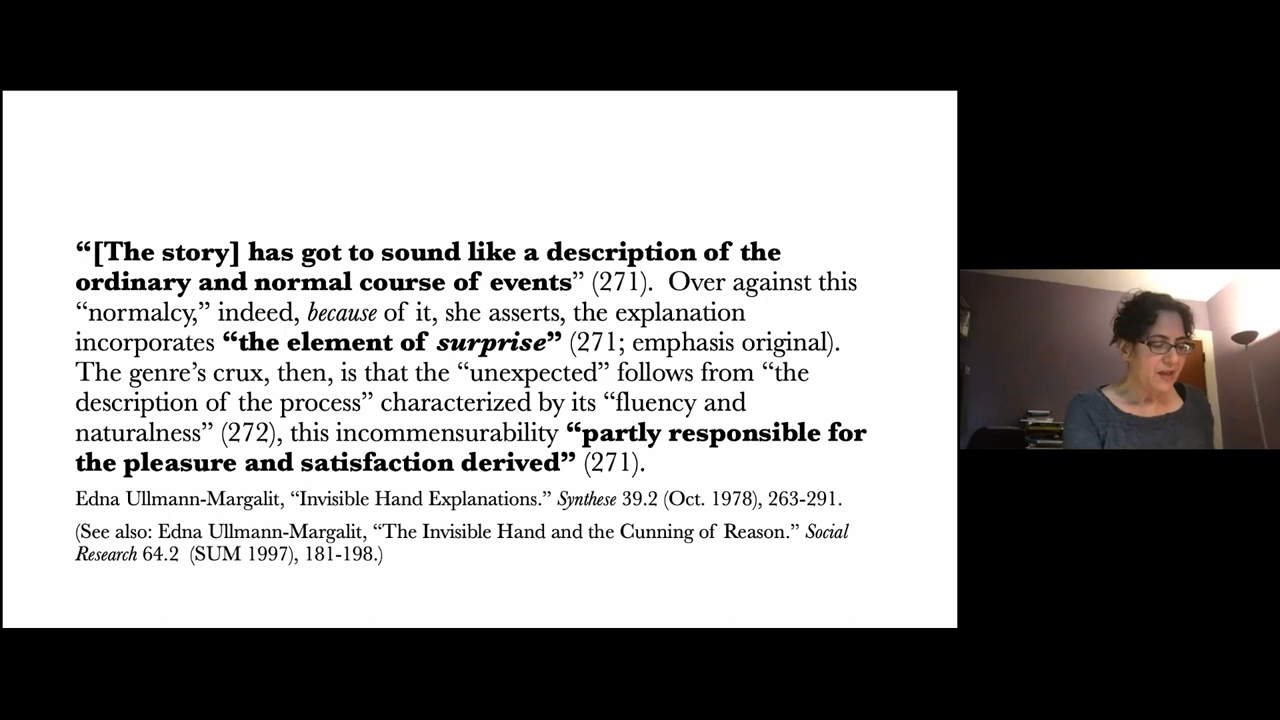 “[The story] has got to sound like a description of the
ordinary and normal course of events” (271).  Over against this
“normalcy,” indeed, because of it, she asserts, the explanation
incorporates “the element of surprise” (271; emphasis original).
The genre’s crux, then, is that the “unexpected” follows from “the
description of the process” characterized by its “fluency and
naturalness” (272), this incommensurability “partly responsible for
the pleasure and satisfaction derived” (271).
Edna Ullmann-Margalit, “Invisible Hand Explanations.” Synthese 39.2 (Oct. 1978), 263-291.
(See also: Edna Ullmann-Margalit, “The Invisible Hand and the Cunning of Reason.” Social
Research 64.2  (SUM 1997), 181-198.)